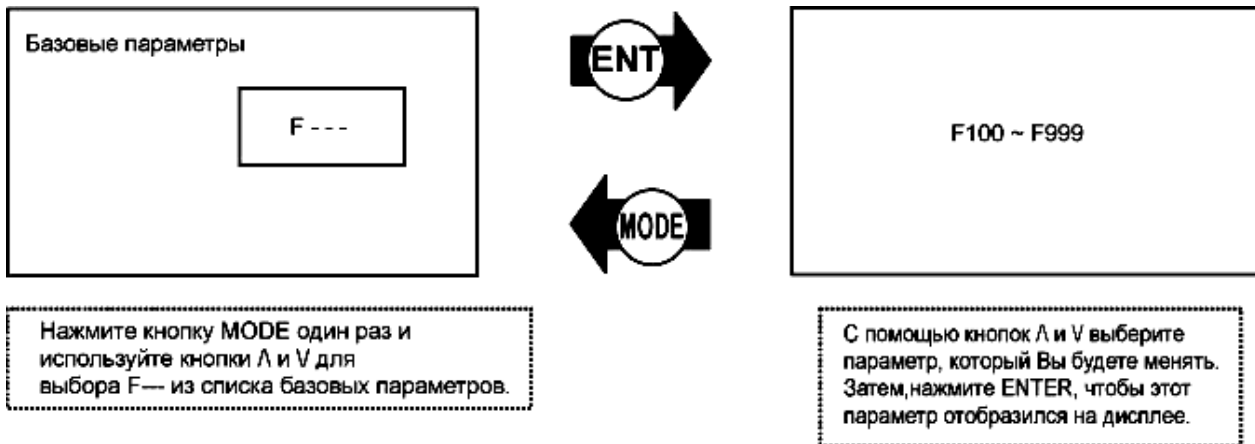 Базовые параметры
F - - -
ENT
MODE
F100 ~ F999
Нажмите кнопку MODE один раз и
используйте кнопки Λ и V для
выбора F--- из списка базовых параметров.
С помощью кнопок Λ и V выберите
параметр, который Вы будете менять.
Затем,нажмите ENTER, чтобы этот
параметр отобразился на дисплее.